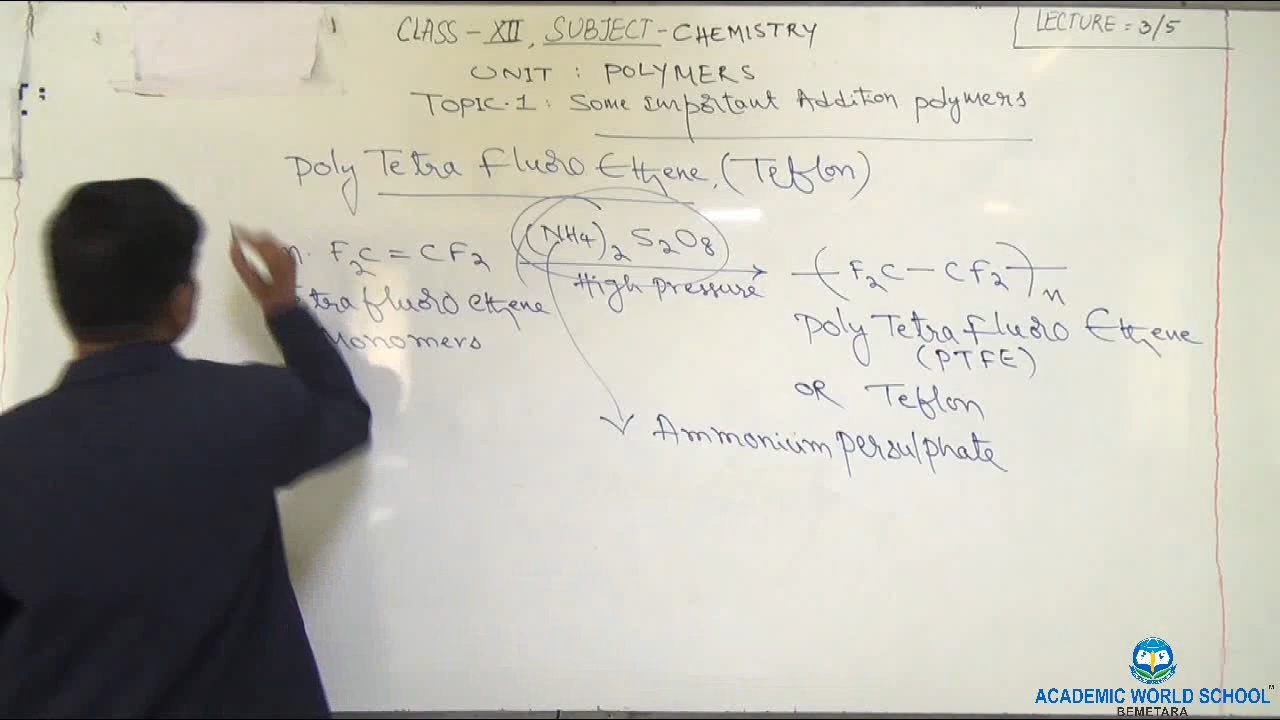 CLASS - XII, SUBJECT - CHEMISTRY
LECTURE = 3/5
UNIT : POLYMERS
TOPIC.1: Some important Addition polymers
Poly Tetra Fluoro Ethene, (Teflon)
n. F₂C = CF₂ (NH4)₂ S₂O₈ High pressure -( F₂C - CF₂ )-n
tra fluoro ethene
Monomers
Poly Tetra Fluoro Ethene
(PTFE)
OR Teflon
Ammonium persulphate
ACADEMIC WORLD SCHOOL™
BEMETARA